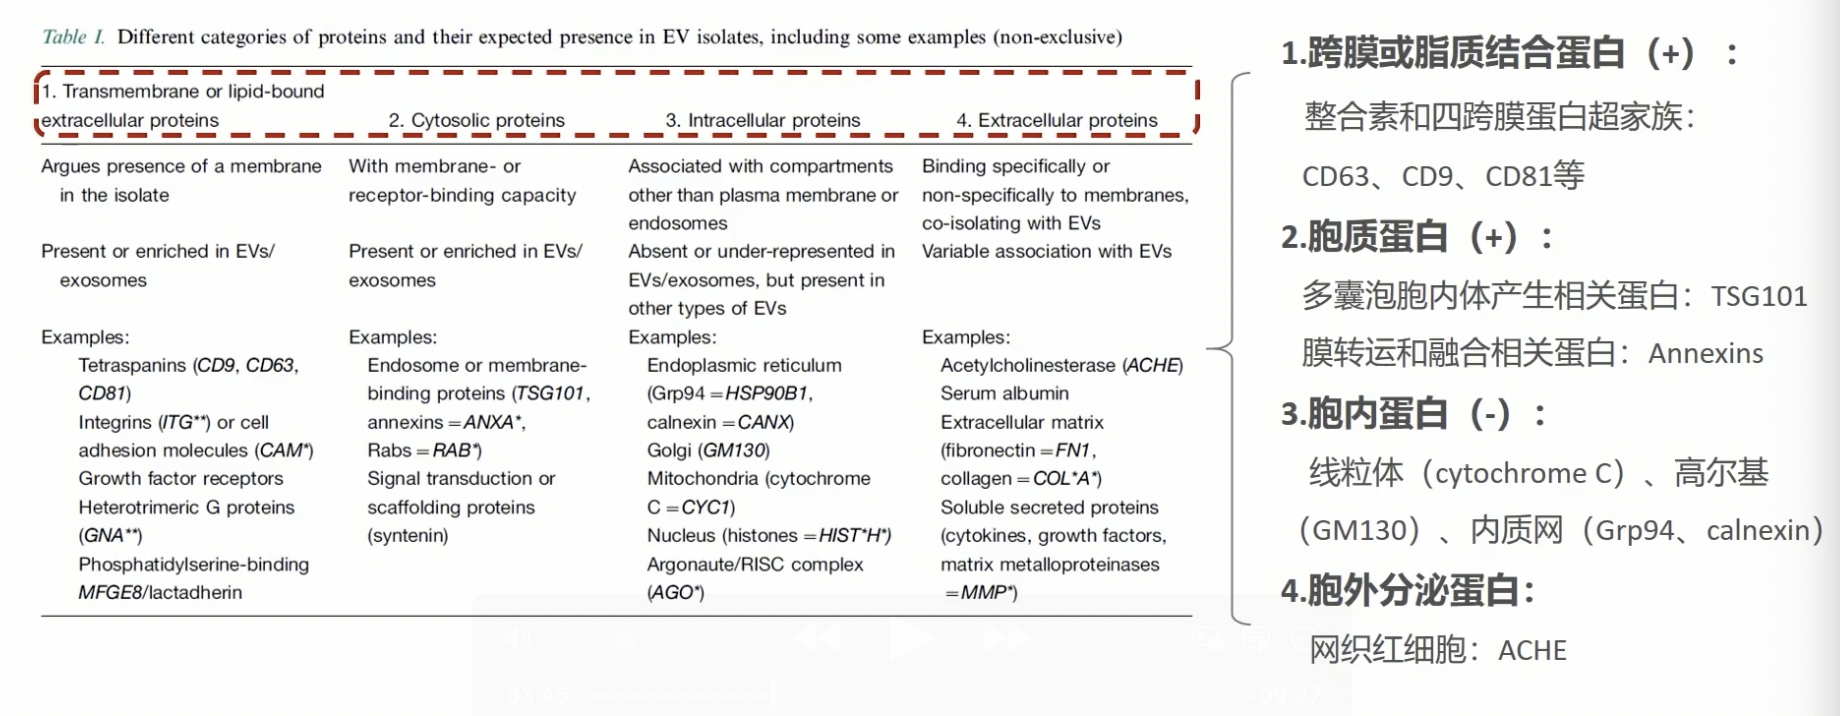 Table I. Different categories of proteins and their expected presence in EV isolates, including some examples (non-exclusive)
1. Transmembrane or lipid-bound
extracellular proteins
2. Cytosolic proteins
3. Intracellular proteins
4. Extracellular proteins
Argues presence of a membrane
in the isolate
Present or enriched in EVs/
exosomes
Examples:
Tetraspanins (CD9, CD63,
CD81)
Integrins (ITG**) or cell
adhesion molecules (CAM*)
Growth factor receptors
Heterotrimeric G proteins
(GNA**)
Phosphatidylserine-binding
MFGE8/lactadherin
With membrane- or
receptor-binding capacity
Present or enriched in EVs/
exosomes
Examples:
Endosome or membrane-
binding proteins (TSG101,
annexins = ANXA*,
Rabs = RAB*)
Signal transduction or
scaffolding proteins
(syntenin)
Associated with compartments
other than plasma membrane or
endosomes
Absent or under-represented in
EVs/exosomes, but present in
other types of EVs
Examples:
Endoplasmic reticulum
(Grp94 = HSP90B1,
calnexin = CANX)
Golgi (GM130)
Mitochondria (cytochrome
C = CYC1)
Nucleus (histones = HIST*H*)
Argonaute/RISC complex
(AGO*)
Binding specifically or
non-specifically to membranes,
co-isolating with EVs
Variable association with EVs
Examples:
Acetylcholinesterase (ACHE)
Serum albumin
Extracellular matrix
(fibronectin = FN1,
collagen = COL*A*)
Soluble secreted proteins
(cytokines, growth factors,
matrix metalloproteinases
= MMP*)
1.跨膜或脂质结合蛋白（+）：
整合素和四跨膜蛋白超家族：
CD63、CD9、CD81等
2.胞质蛋白（+）：
多囊泡胞内体产生相关蛋白：TSG101
膜转运和融合相关蛋白：Annexins
3.胞内蛋白（-）：
线粒体（cytochrome C）、高尔基
（GM130）、内质网（Grp94、calnexin）
4.胞外分泌蛋白：
网织红细胞：ACHE
03:45
-09:27